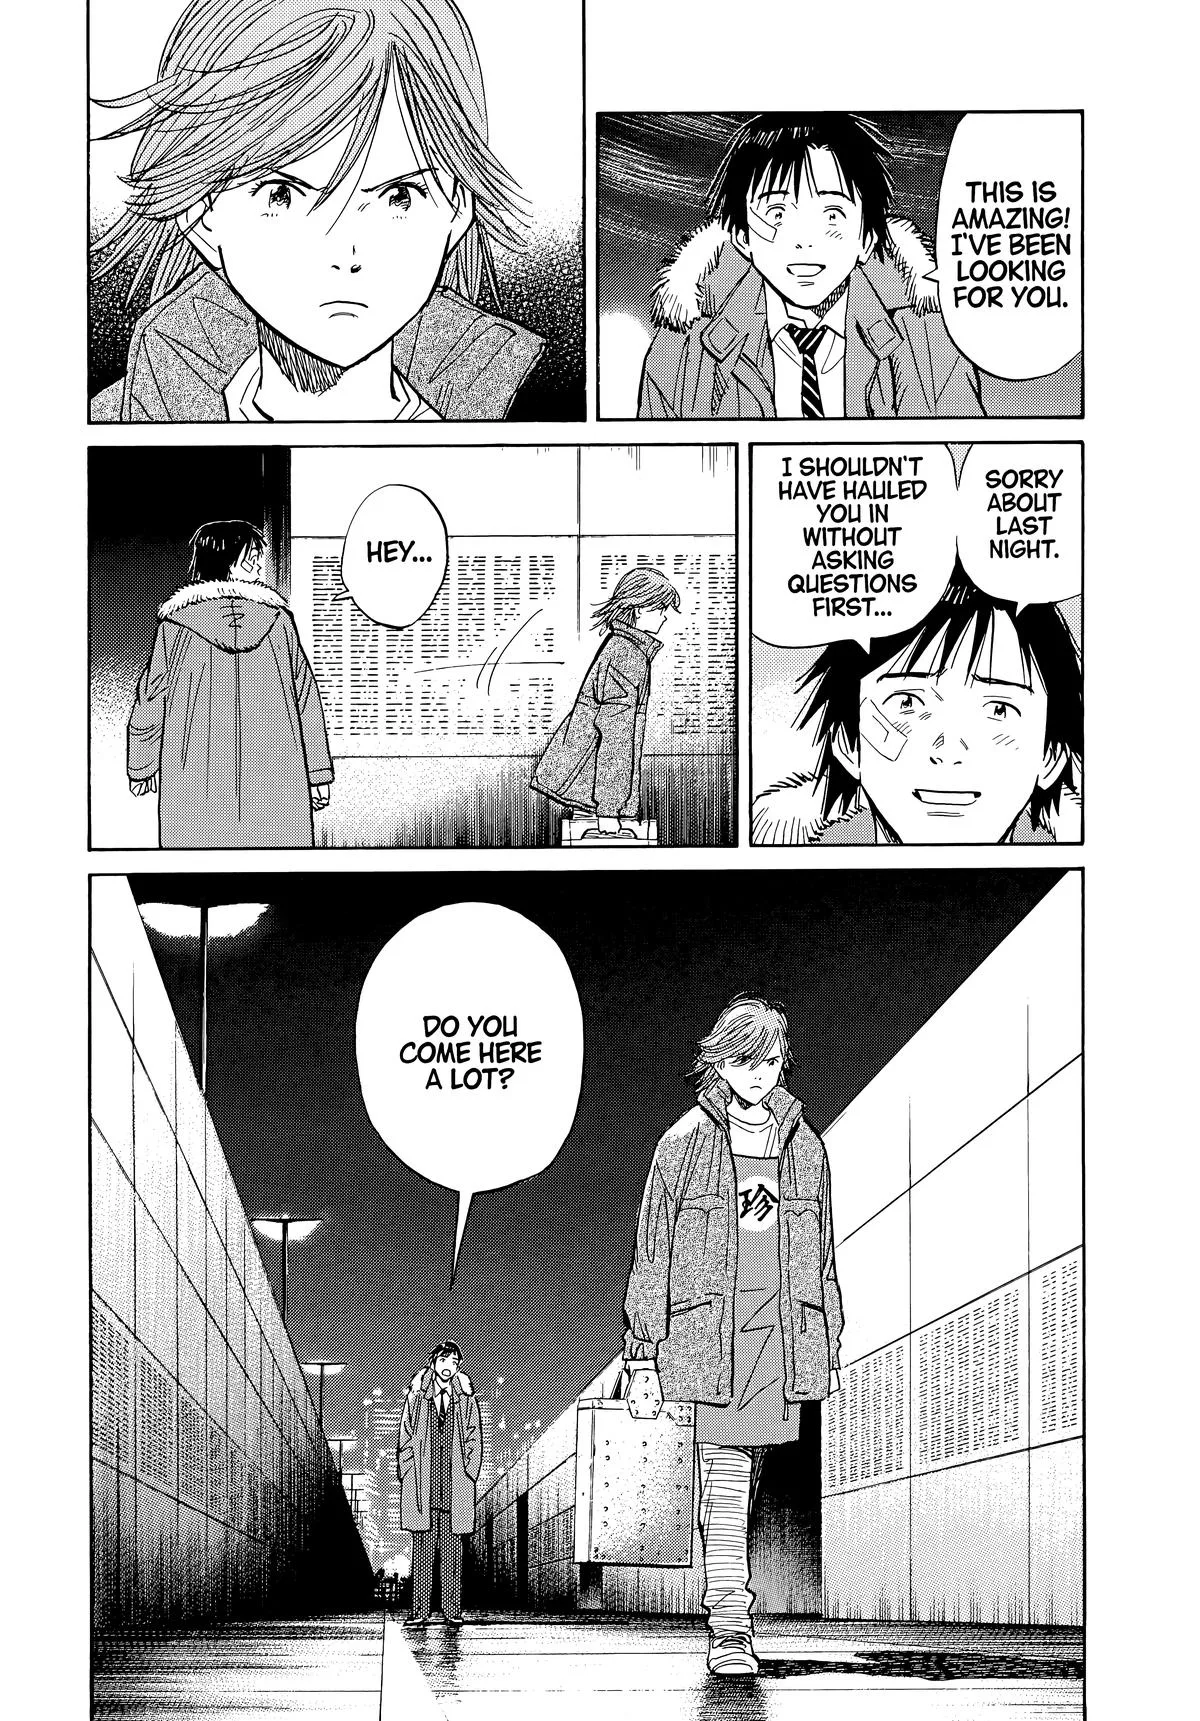 THIS IS
AMAZING!
I'VE BEEN
LOOKING
FOR YOU.
SORRY
ABOUT
LAST
NIGHT.
I SHOULDN'T
HAVE HAULED
YOU IN
WITHOUT
ASKING
QUESTIONS
FIRST...
HEY...
DO YOU
COME HERE
A LOT?
珍